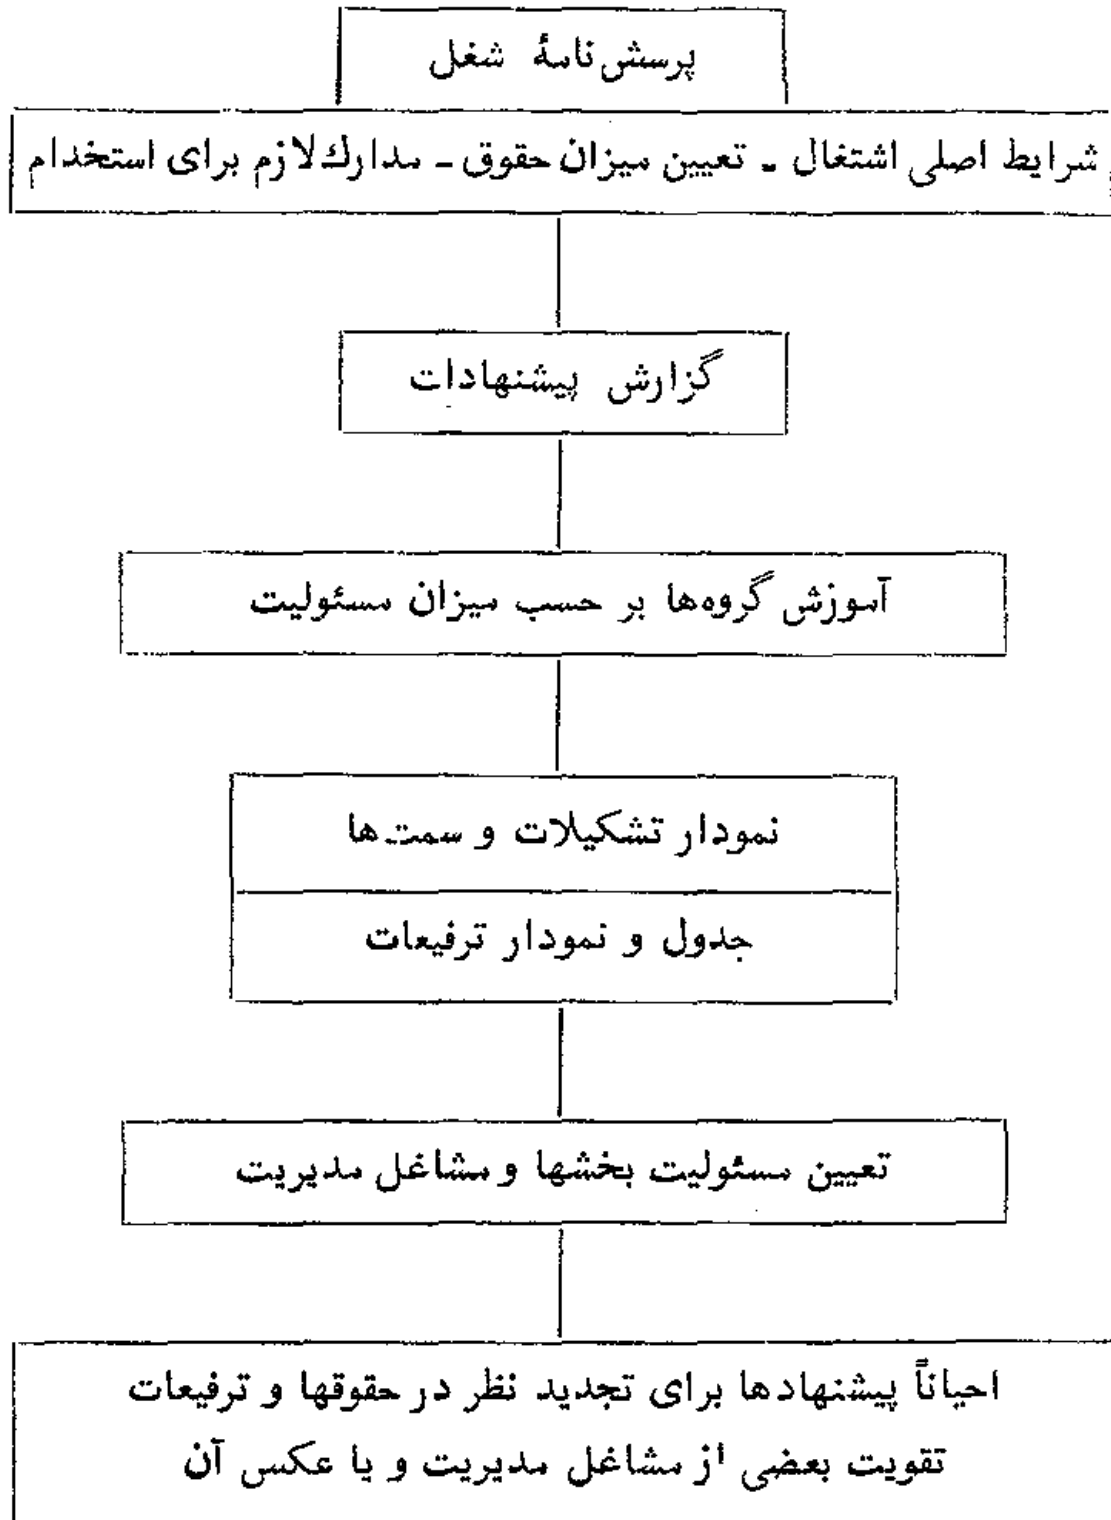 پرسش‌نامهٔ شغل
شرایط اصلی اشتغال - تعیین میزان حقوق - مدارك لازم برای استخدام
گزارش پیشنهادات
آموزش گروه‌ها بر حسب میزان مسئولیت
نمودار تشکیلات و سمت‌ها
جدول و نمودار ترفیعات
تعیین مسئولیت بخشها و مشاغل مدیریت
احیاناً پیشنهادها برای تجدید نظر در حقوقها و ترفیعات
تقویت بعضی از مشاغل مدیریت و یا عکس آن